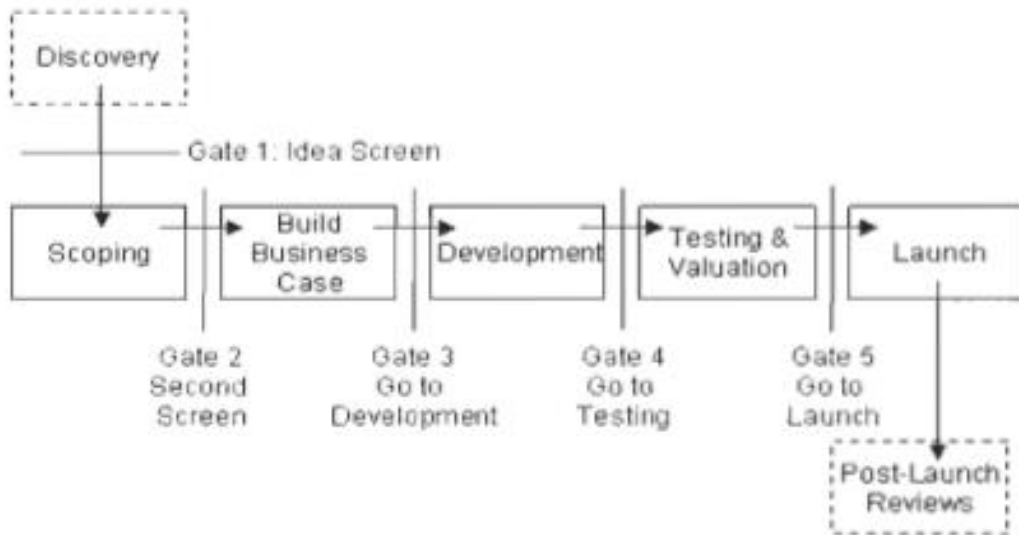 Discovery
Gate 1: Idea Screen
Scoping
Build
Business
Case
Development
Testing &
Valuation
Launch
Gate 2
Second
Screen
Gate 3
Go to
Development
Gate 4
Go to
Testing
Gate 5
Go to
Launch
Post-Launch
Reviews